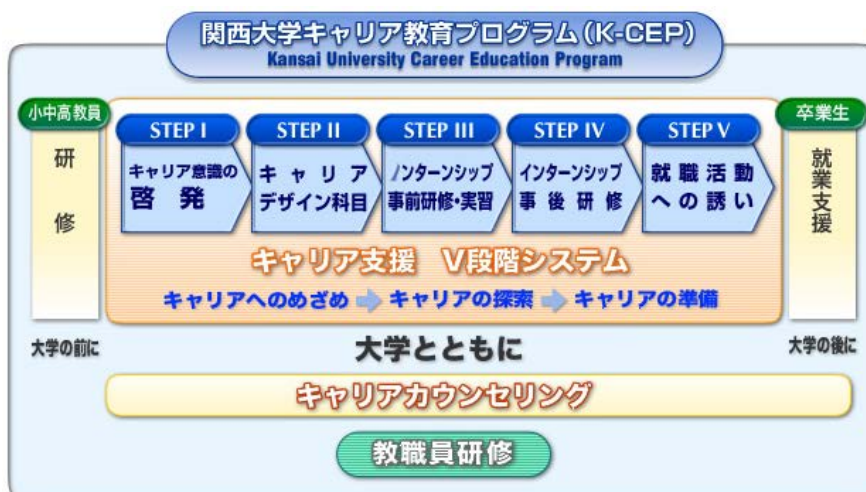 関西大学キャリア教育プログラム(K-CEP)
Kansai University Career Education Program
小中高教員
研修
大学の前に
STEP I
キャリア意識の
啓発
STEP II
キャリア
デザイン科目
STEP III
ノンターンシップ
事前研修・実習
STEP IV
インターンシップ
事後研修
STEP V
就職活動
への誘い
キャリア支援 V段階システム
キャリアへのめざめ → キャリアの探索 → キャリアの準備
大学とともに
卒業生
就業支援
大学の後に
キャリアカウンセリング
教職員研修